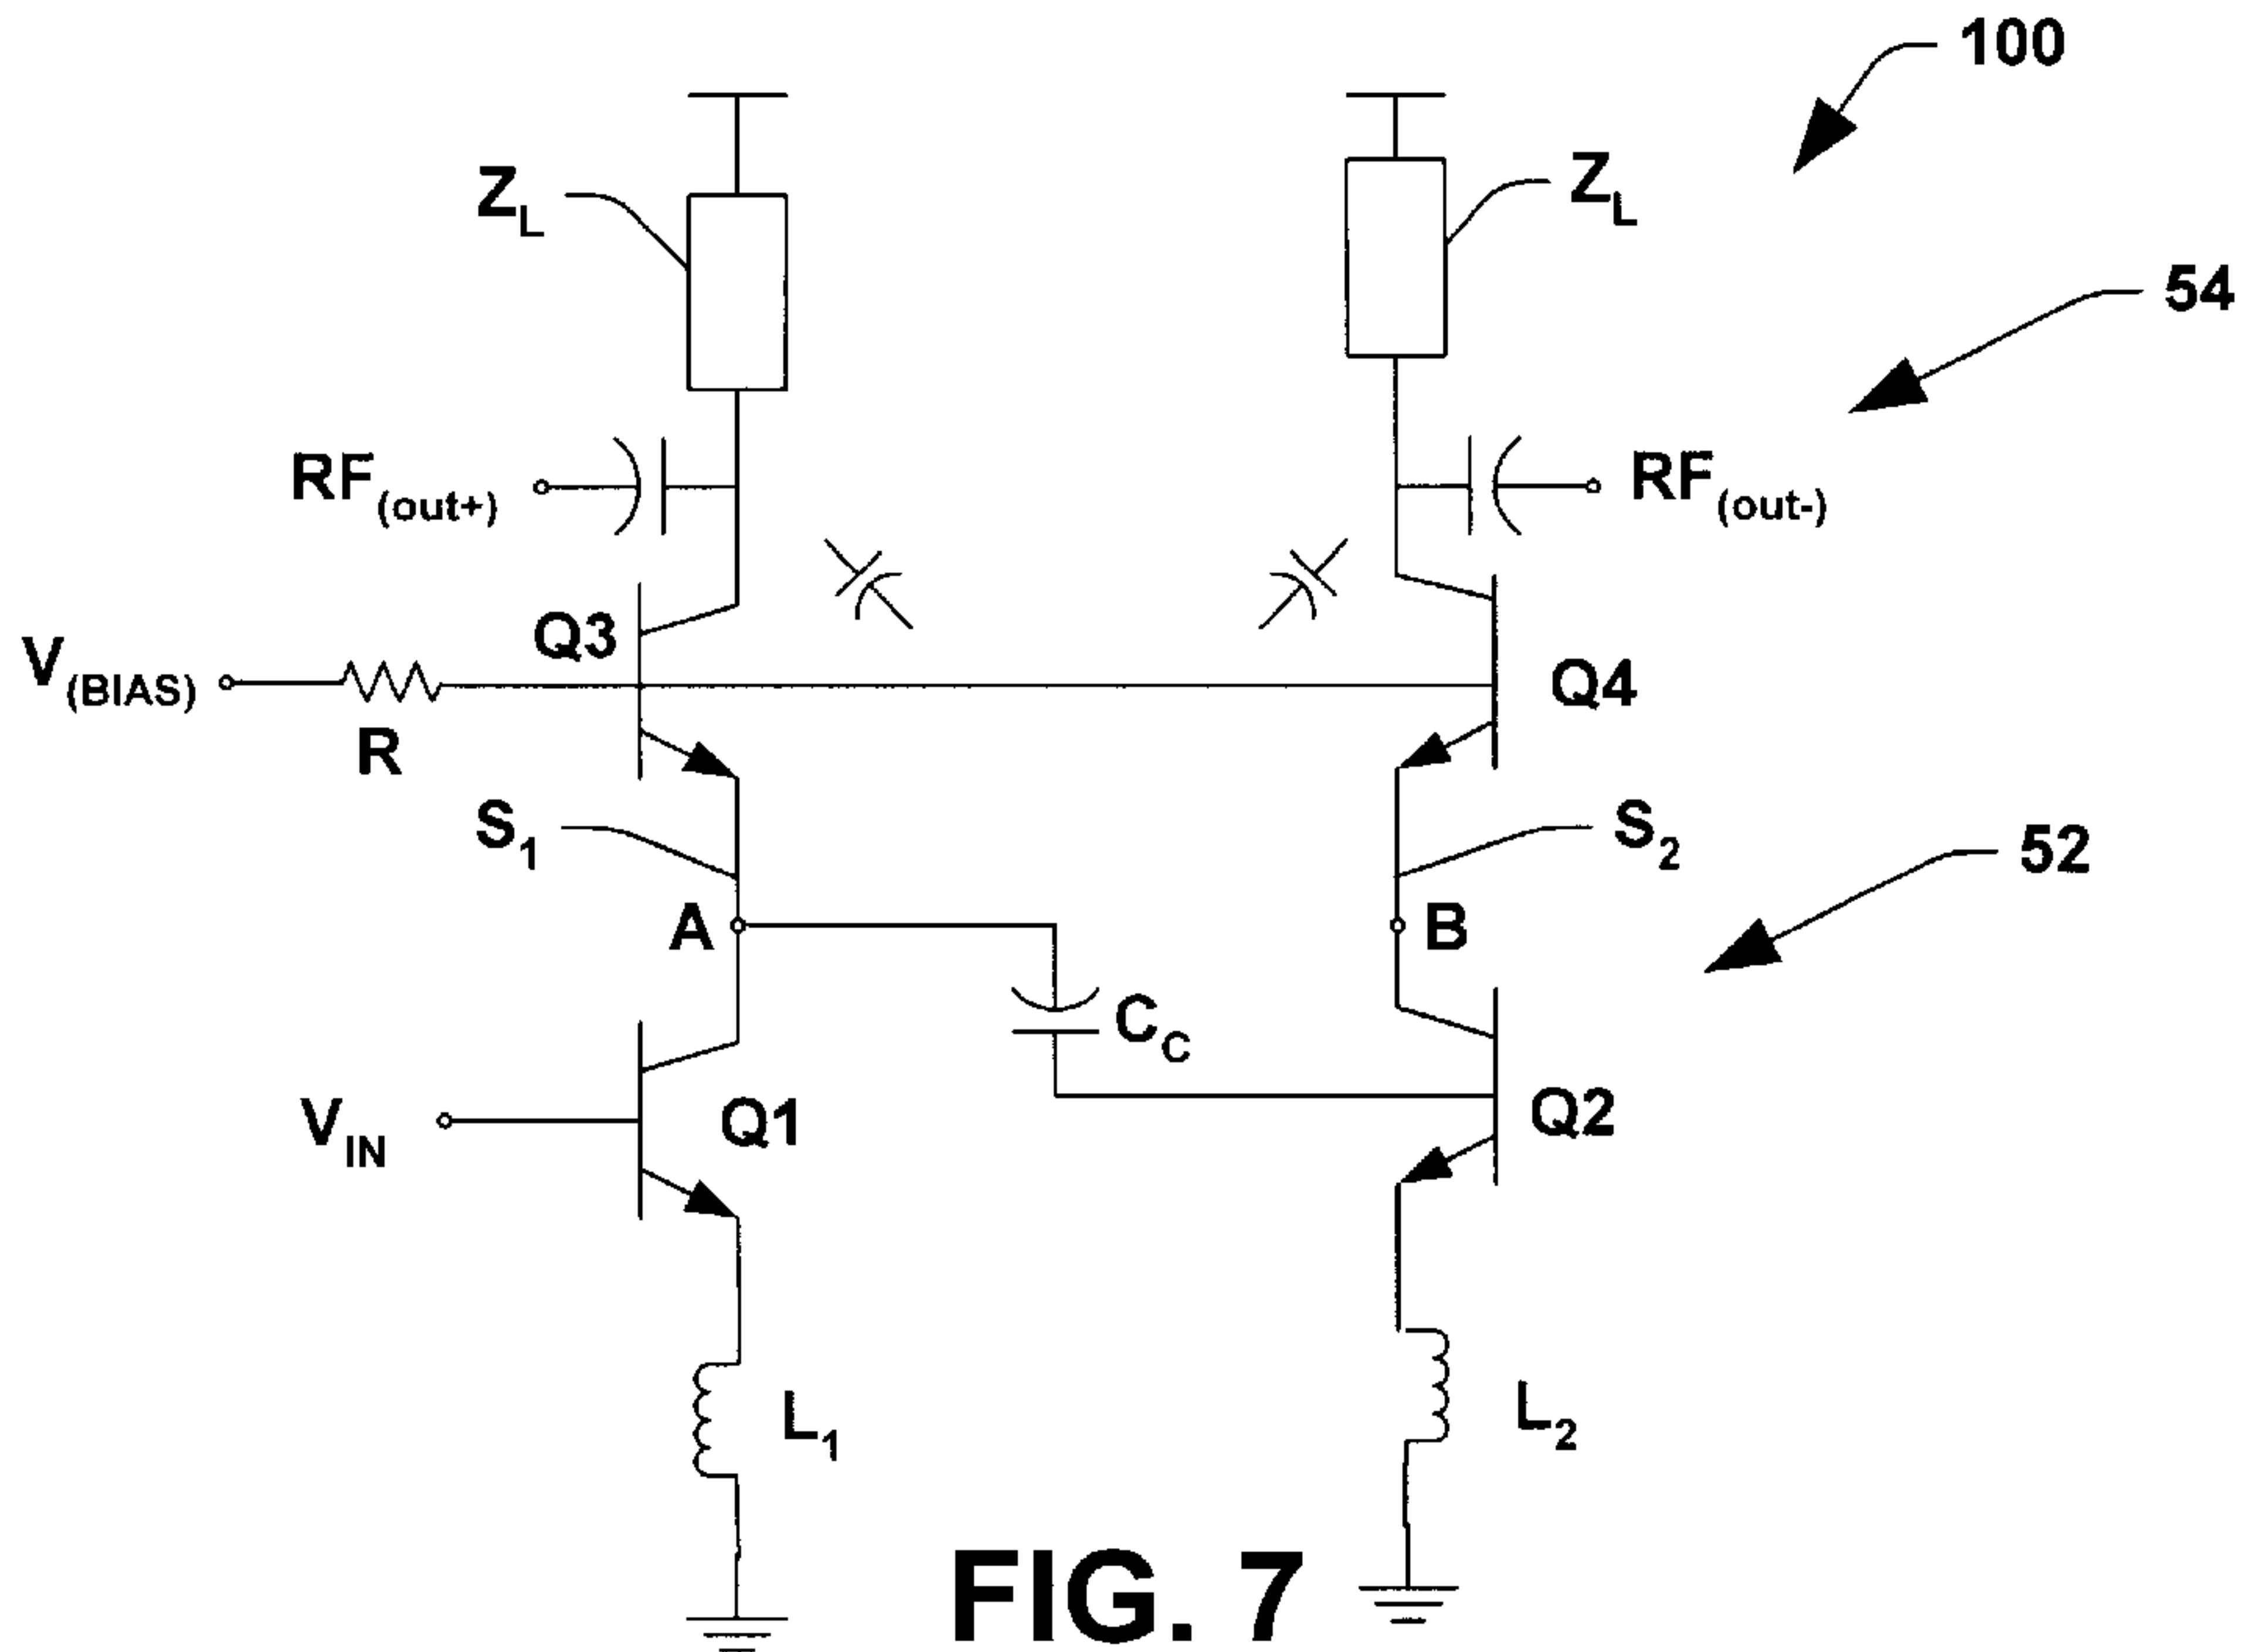 100
Z_L
Z_L
54
RF_(out+)
RF_(out-)
Q3
V_(BIAS)
R
Q4
S_1
S_2
52
A
B
C_C
V_IN
Q1
Q2
L_1
L_2
FIG. 7